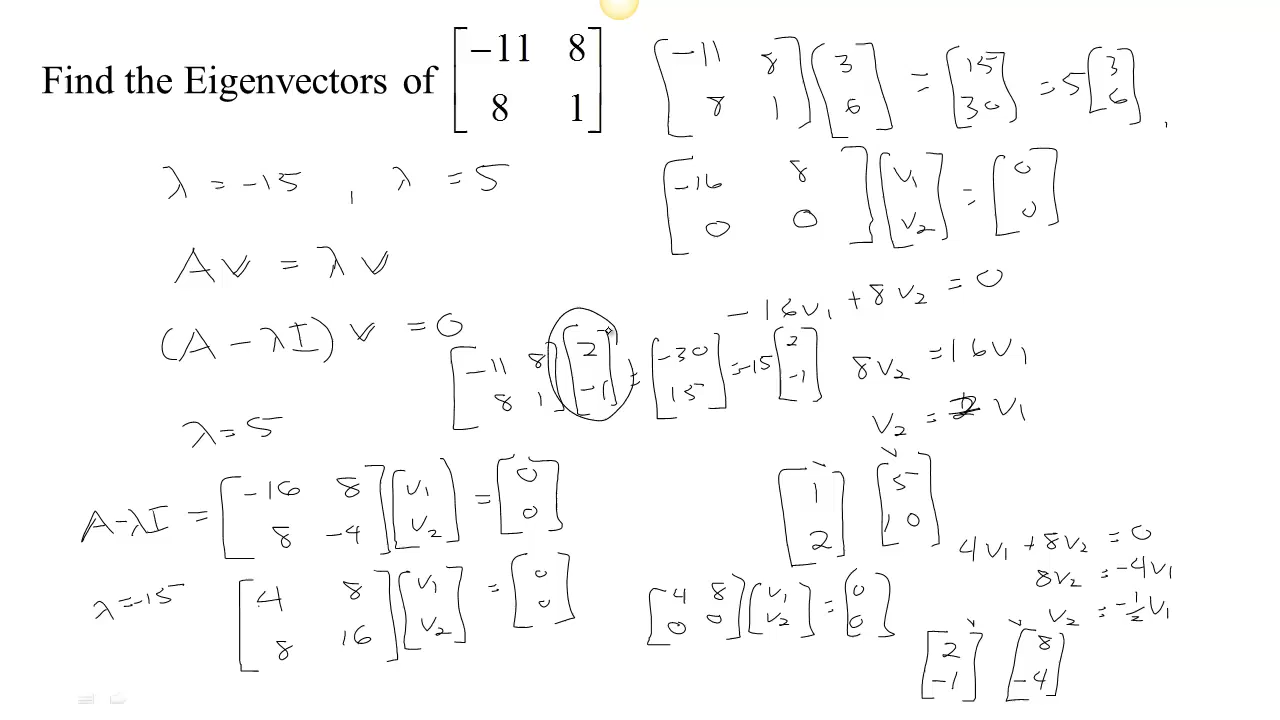 Find the Eigenvectors of [−11 8; 8 1]
λ = −15 , λ = 5
Av = λv
(A − λI) v = 0
λ = 5
A−λI = [−16 8; 8 −4] [v₁; v₂] = [0; 0]
λ = −15 [4 8; 8 16] [v₁; v₂] = [0; 0]
[−11 8; 8 1] [3; 6] = [15; 30] = 5 [3; 6] ,
[−16 8; 0 0] [v₁; v₂] = [0; 0]
−16v₁ + 8v₂ = 0
8v₂ = 16v₁
v₂ = 2 v₁
[−11 8; 8 1] [2; −1] = [−30; 15] = −15 [2; −1]
[1; 2] [5; 10]
[4 8; 0 0] [v₁; v₂] = [0; 0]
4v₁ + 8v₂ = 0
8v₂ = −4v₁
v₂ = −½v₁
[2; −1] [8; −4]